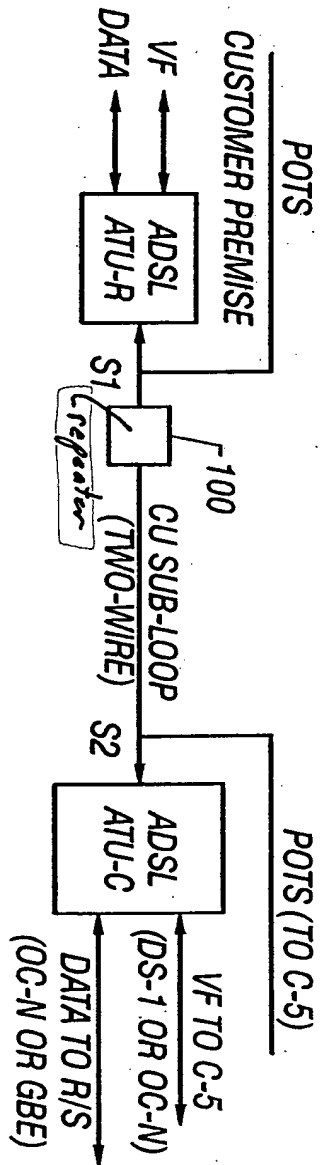 POTS
CUSTOMER PREMISE
VF
DATA
ADSL
ATU-R
S1
repeater
100
CU SUB-LOOP
(TWO-WIRE)
S2
ADSL
ATU-C
POTS (TO C-5)
VF TO C-5
(DS-1 OR OC-N)
DATA TO R/S
(OC-N OR GBE)